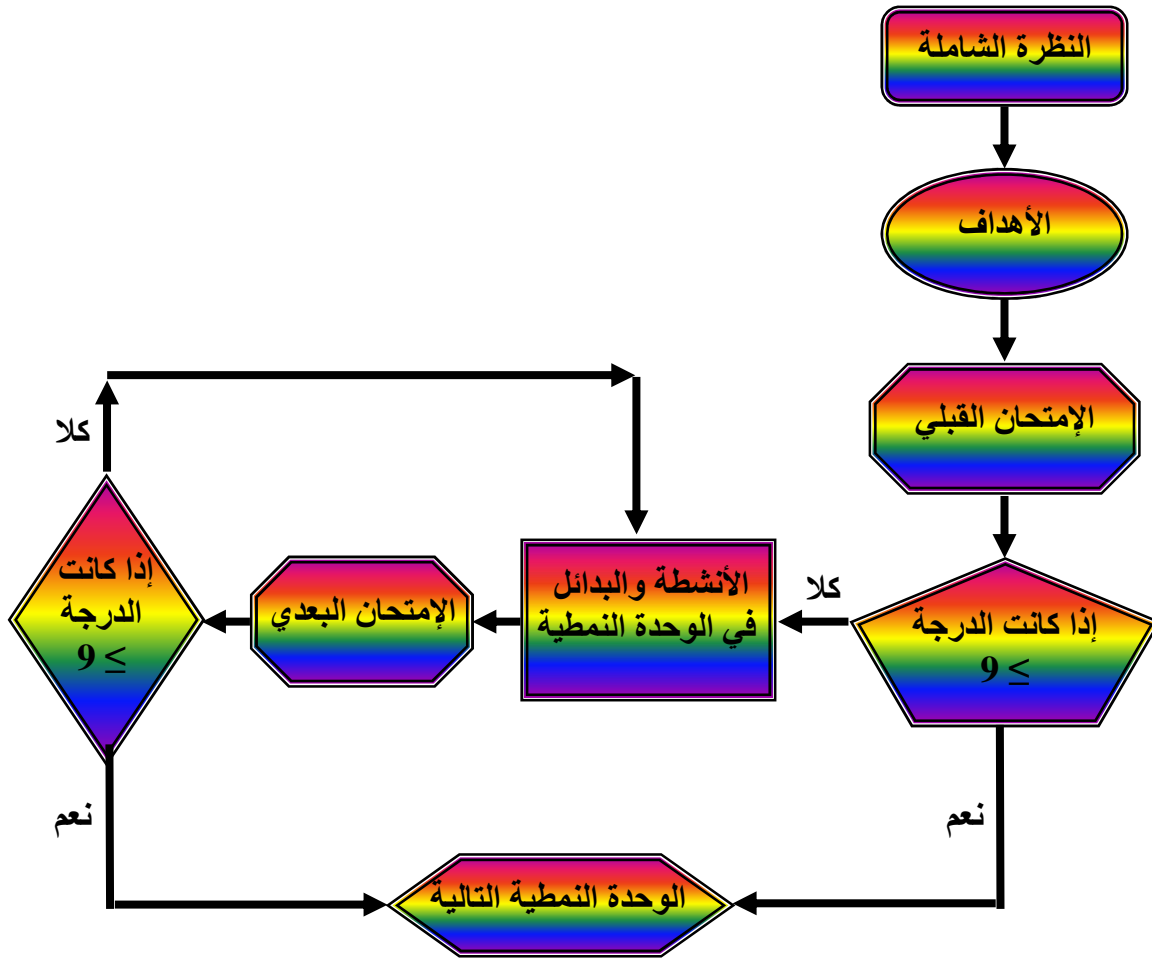 النظرة الشاملة
الأهداف
الإمتحان القبلي
إذا كانت الدرجة
9 ≥
كلا
نعم
الأنشطة والبدائل
في الوحدة النمطية
الإمتحان البعدي
إذا كانت
الدرجة
9 ≥
كلا
نعم
الوحدة النمطية التالية